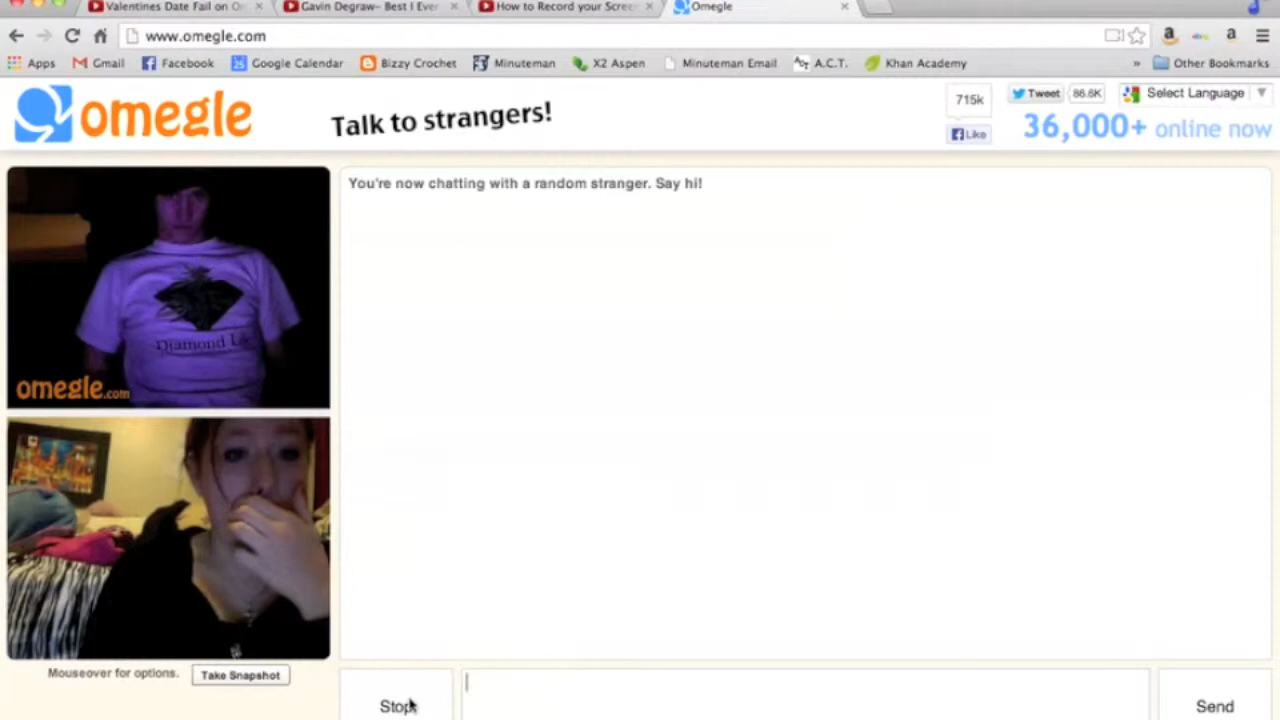 Valentines Date Fail on O
Gavin Degraw- Best I Ever
How to Record your Scree
Omegle
www.omegle.com
Apps
Gmail
Facebook
Google Calendar
Bizzy Crochet
Minuteman
X2 Aspen
Minuteman Email
A.C.T.
Khan Academy
»
Other Bookmarks
omegle
Talk to strangers!
715k
Like
Tweet
86.6K
Select Language
36,000+ online now
You're now chatting with a random stranger. Say hi!
Diamond
omegle.com
Mouseover for options.
Take Snapshot
Stop
Send